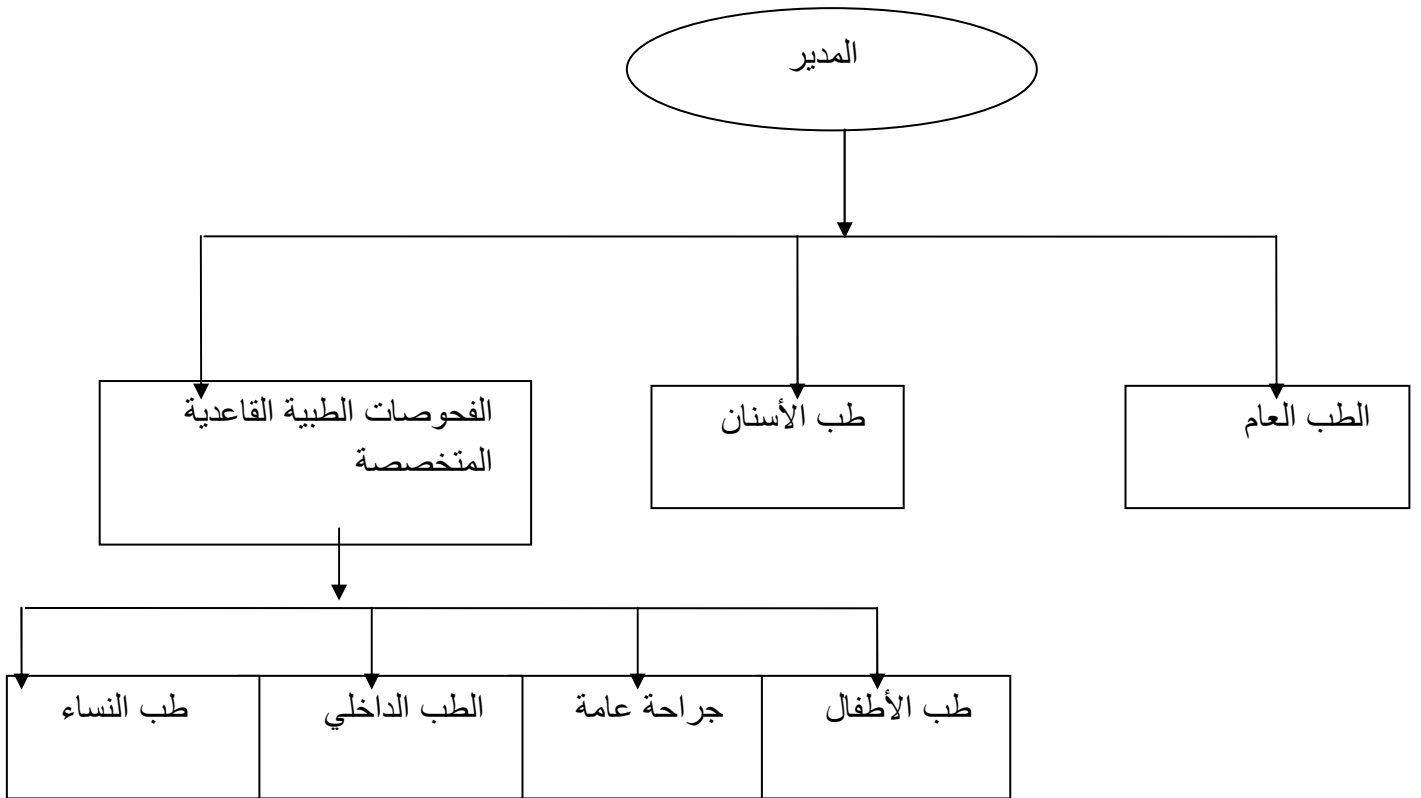 المدير
الطب العام
طب الأسنان
الفحوصات الطبية القاعدية
المتخصصة
طب الأطفال
جراحة عامة
الطب الداخلي
طب النساء